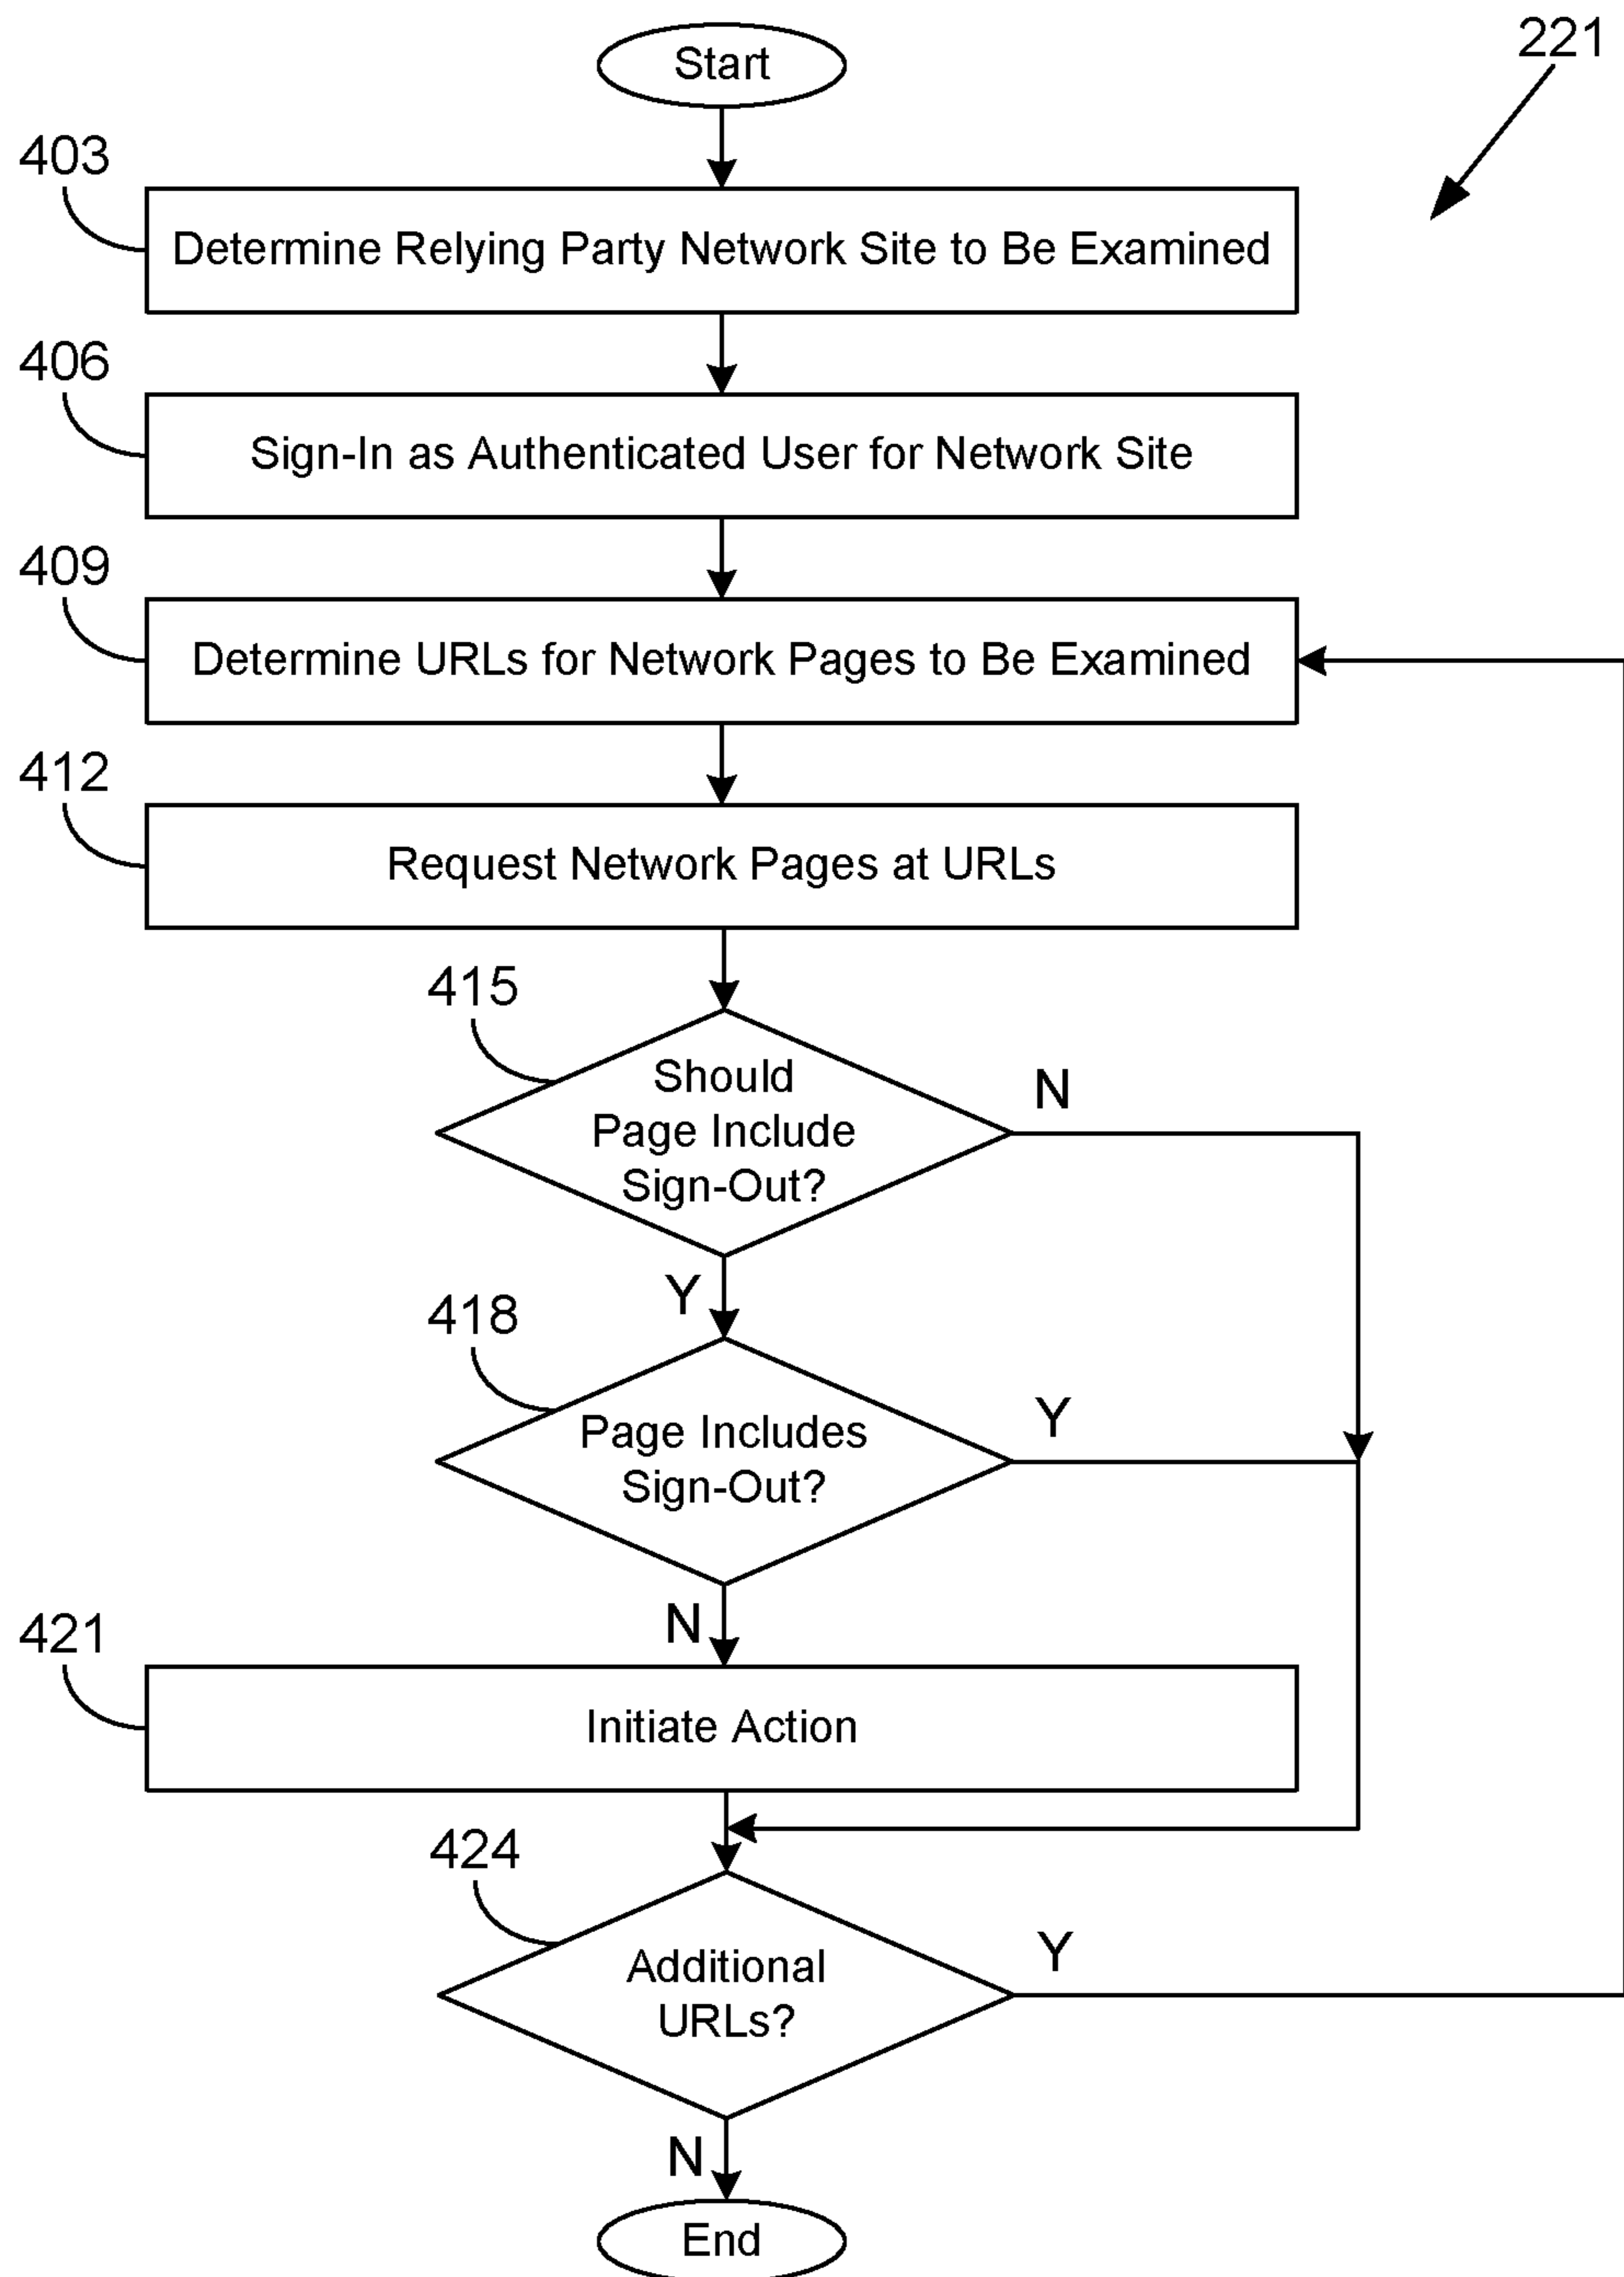 221
Start
403
Determine Relying Party Network Site to Be Examined
406
Sign-In as Authenticated User for Network Site
409
Determine URLs for Network Pages to Be Examined
412
Request Network Pages at URLs
415
Should
Page Include
Sign-Out?
N
Y
418
Page Includes
Sign-Out?
Y
N
421
Initiate Action
424
Additional
URLs?
Y
N
End